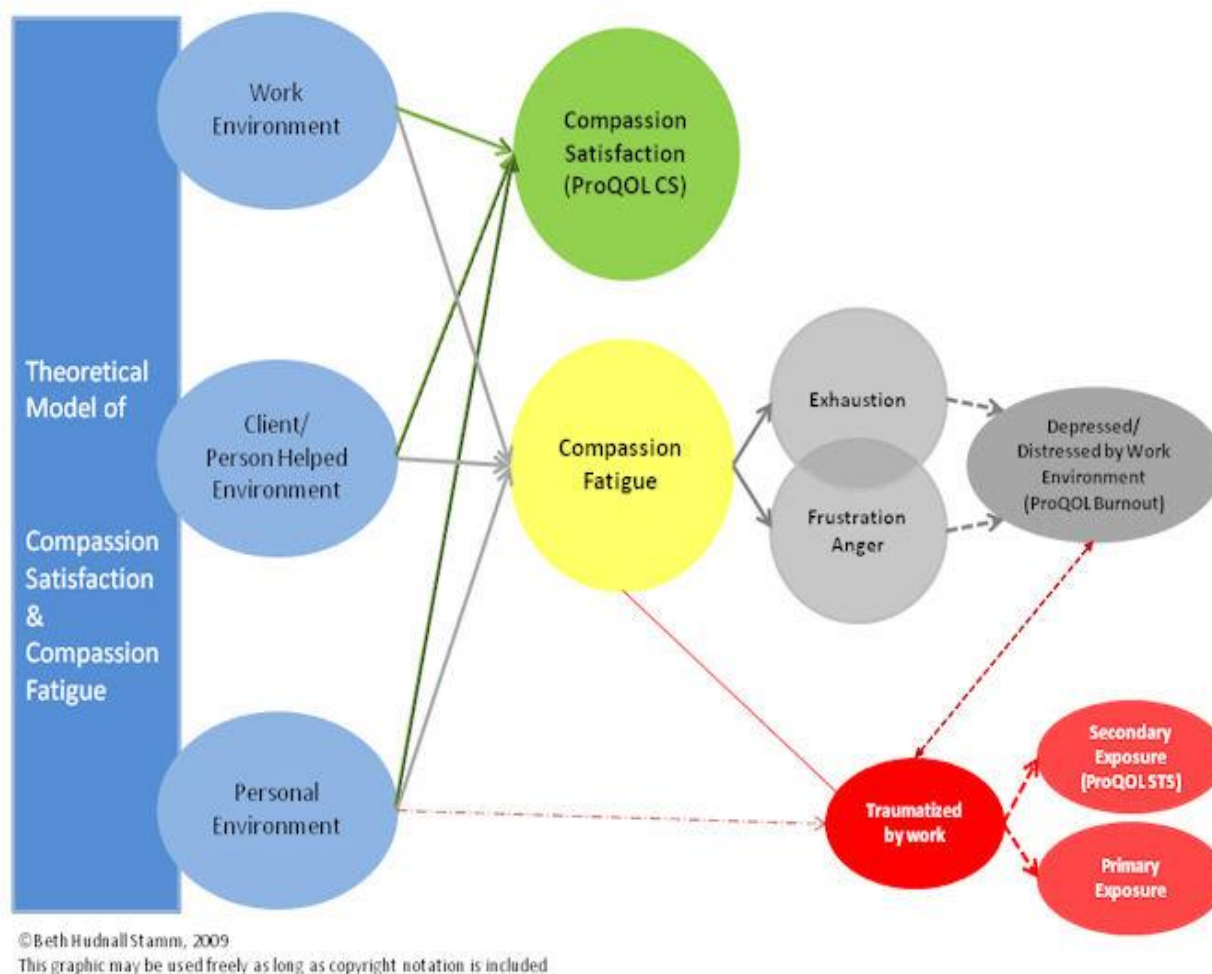 Theoretical
Model of
Compassion
Satisfaction
&
Compassion
Fatigue
Work
Environment
Client/
Person Helped
Environment
Personal
Environment
Compassion
Satisfaction
(ProQOL CS)
Compassion
Fatigue
Exhaustion
Frustration
Anger
Depressed/
Distressed by Work
Environment
(ProQOL Burnout)
Traumatized
by work
Secondary
Exposure
(ProQOL STS)
Primary
Exposure
©Beth Hudnall Stamm, 2009
This graphic may be used freely as long as copyright notation is included